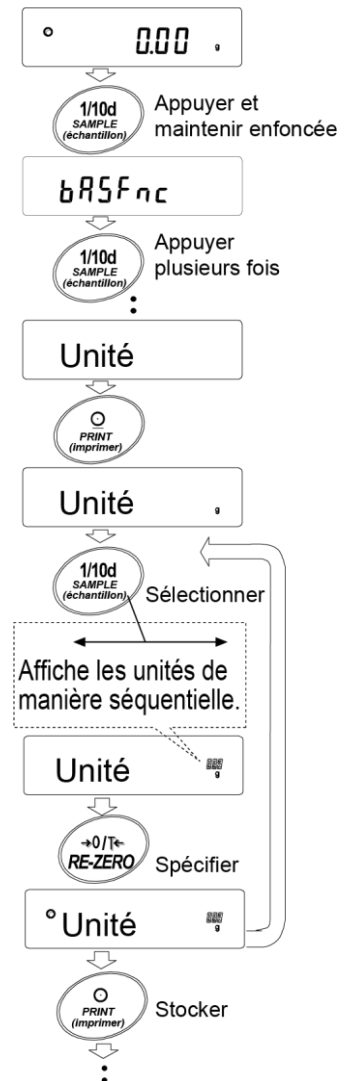 0.00 g
1/10d
SAMPLE
(échantillon)
Appuyer et
maintenir enfoncée
bASFnc
1/10d
SAMPLE
(échantillon)
Appuyer
plusieurs fois
Unité
PRINT
(imprimer)
Unité g
1/10d
SAMPLE
(échantillon)
Sélectionner
Affiche les unités de
manière séquentielle.
Unité g
→0/T←
RE-ZERO
Spécifier
Unité g
PRINT
(imprimer)
Stocker